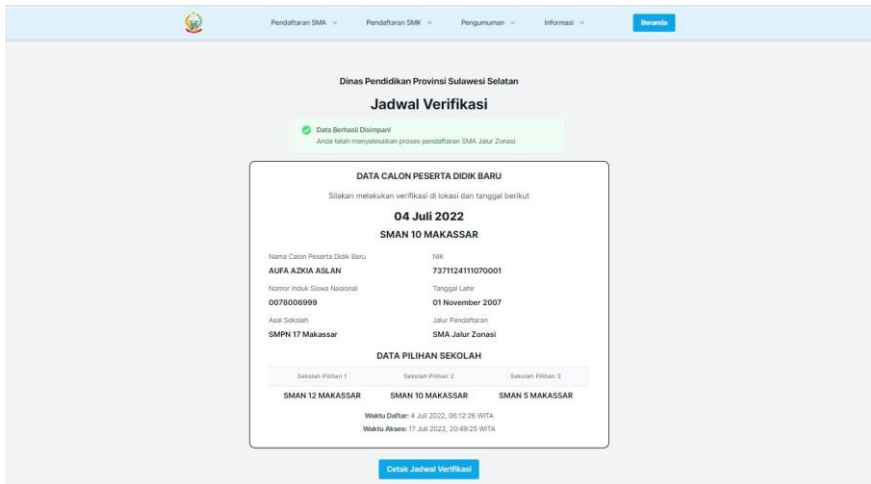 Pendaftaran SMA Pendaftaran SMK Pengumuman Informasi Beranda
Dinas Pendidikan Provinsi Sulawesi Selatan
Jadwal Verifikasi
Data Berhasil Disimpan!
Anda telah menyelesaikan proses pendaftaran SMA Jalur Zonasi
DATA CALON PESERTA DIDIK BARU
Silakan melakukan verifikasi di lokasi dan tanggal berikut
04 Juli 2022
SMAN 10 MAKASSAR
Nama Calon Peserta Didik Baru NIK
AUFA AZKIA ASLAN 7371124111070001
Nomor Induk Siswa Nasional Tanggal Lahir
0078006999 01 November 2007
Asal Sekolah Jalur Pendaftaran
SMPN 17 Makassar SMA Jalur Zonasi
DATA PILIHAN SEKOLAH
Sekolah Pilihan 1 Sekolah Pilihan 2 Sekolah Pilihan 3
SMAN 12 MAKASSAR SMAN 10 MAKASSAR SMAN 5 MAKASSAR
Waktu Daftar: 4 Juli 2022, 06:12:26 WITA
Waktu Akses: 17 Juli 2022, 20:49:25 WITA
Cetak Jadwal Verifikasi